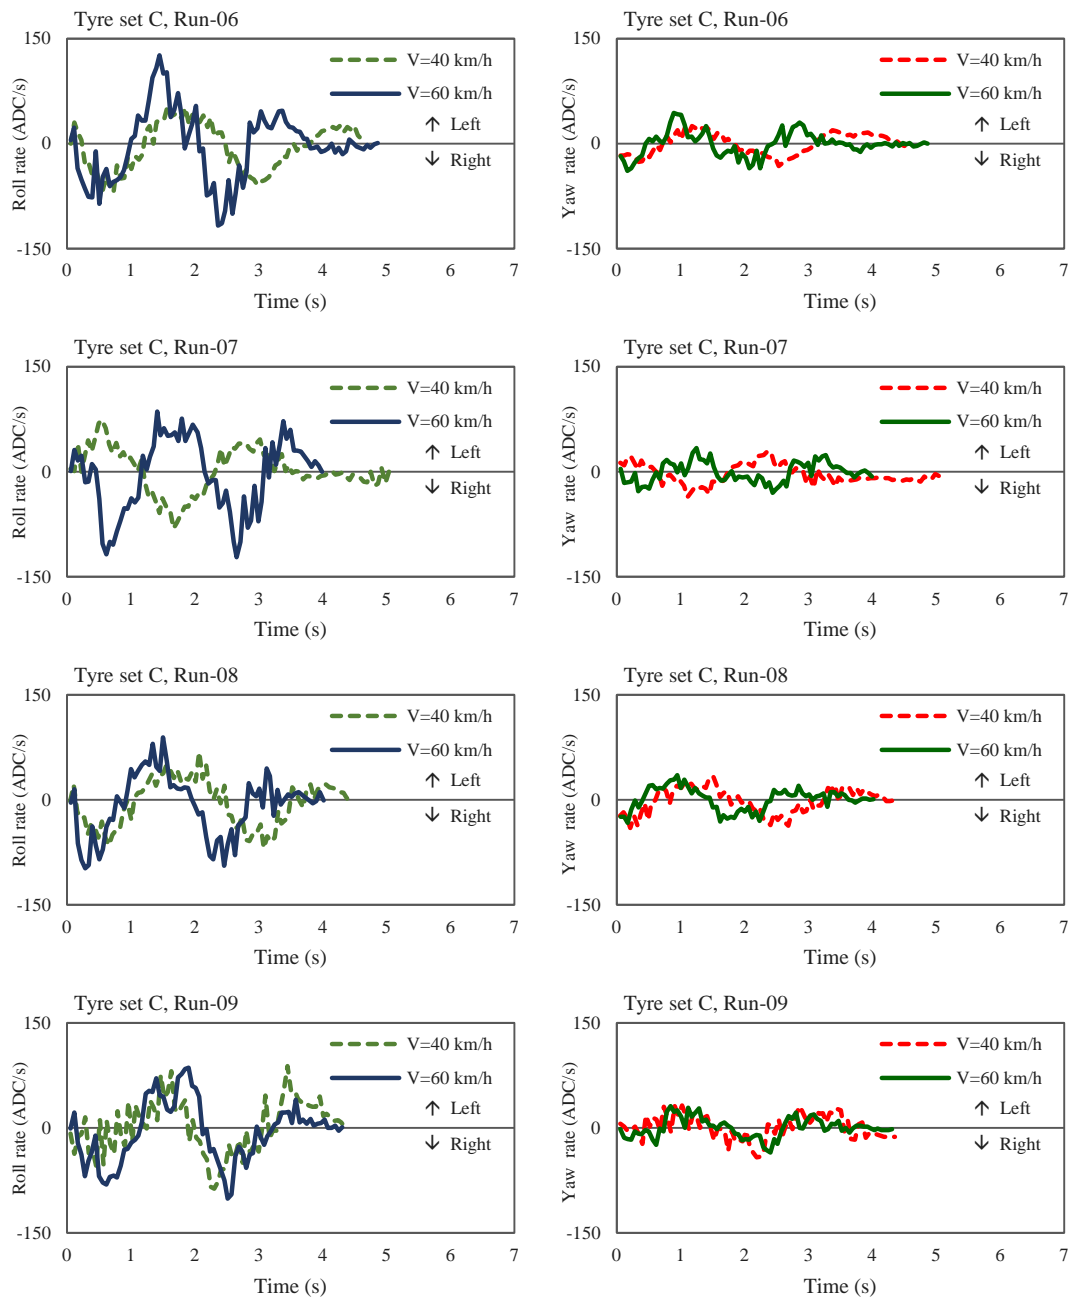 Tyre set C, Run-06
150
0
-150
Roll rate (ADC/s)
V=40 km/h
V=60 km/h
↑ Left
↓ Right
0 1 2 3 4 5 6 7
Time (s)
Tyre set C, Run-06
150
0
-150
Yaw rate (ADC/s)
V=40 km/h
V=60 km/h
↑ Left
↓ Right
0 1 2 3 4 5 6 7
Time (s)
Tyre set C, Run-07
150
0
-150
Roll rate (ADC/s)
V=40 km/h
V=60 km/h
↑ Left
↓ Right
0 1 2 3 4 5 6 7
Time (s)
Tyre set C, Run-07
150
0
-150
Yaw rate (ADC/s)
V=40 km/h
V=60 km/h
↑ Left
↓ Right
0 1 2 3 4 5 6 7
Time (s)
Tyre set C, Run-08
150
0
-150
Roll rate (ADC/s)
V=40 km/h
V=60 km/h
↑ Left
↓ Right
0 1 2 3 4 5 6 7
Time (s)
Tyre set C, Run-08
150
0
-150
Yaw rate (ADC/s)
V=40 km/h
V=60 km/h
↑ Left
↓ Right
0 1 2 3 4 5 6 7
Time (s)
Tyre set C, Run-09
150
0
-150
Roll rate (ADC/s)
V=40 km/h
V=60 km/h
↑ Left
↓ Right
0 1 2 3 4 5 6 7
Time (s)
Tyre set C, Run-09
150
0
-150
Yaw rate (ADC/s)
V=40 km/h
V=60 km/h
↑ Left
↓ Right
0 1 2 3 4 5 6 7
Time (s)